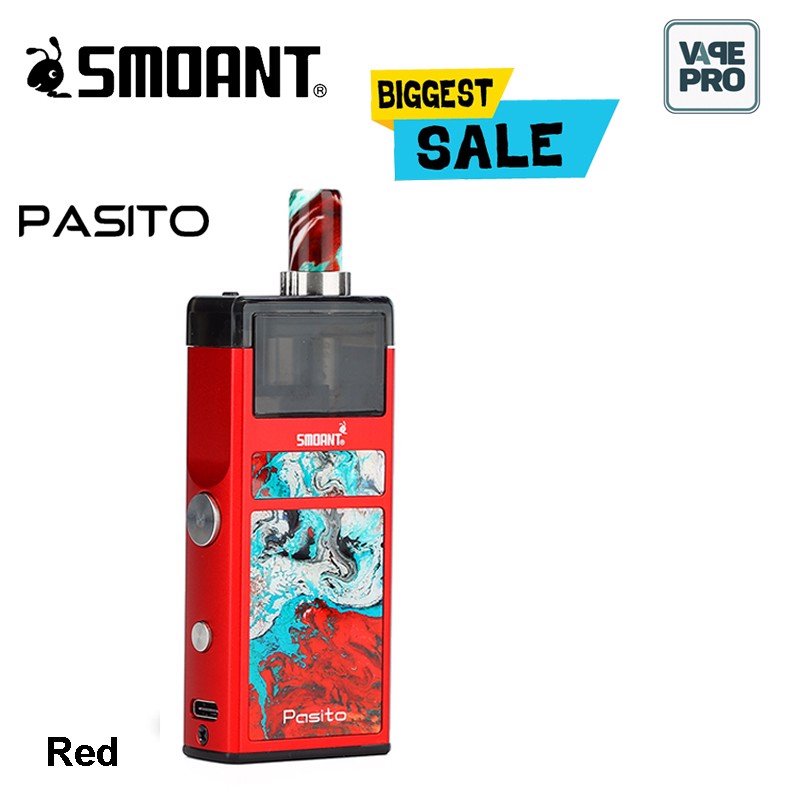 SMOANT®
BIGGEST
SALE
VAPE
PRO
PASITO
SMOANT®
Pasito
Red